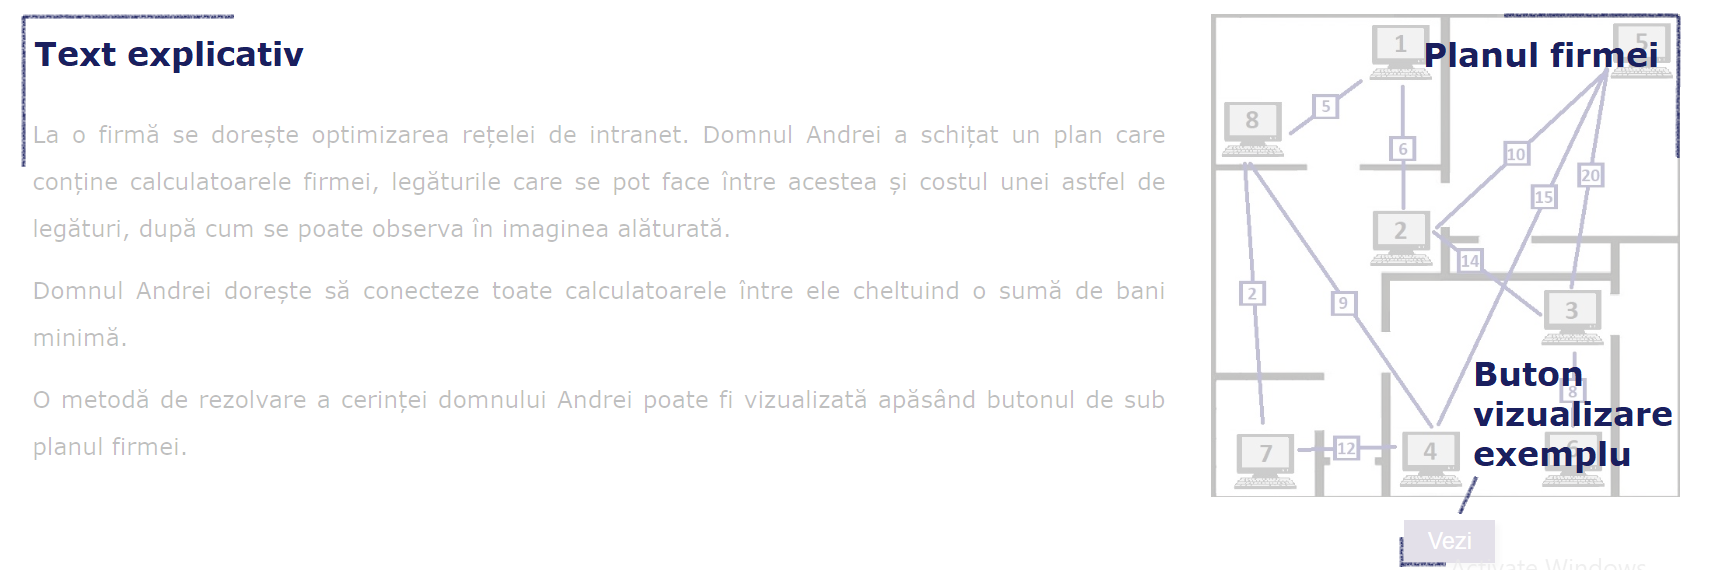 Text explicativ
La o firmă se dorește optimizarea rețelei de intranet. Domnul Andrei a schițat un plan care
conține calculatoarele firmei, legăturile care se pot face între acestea și costul unei astfel de
legături, după cum se poate observa în imaginea alăturată.
Domnul Andrei dorește să conecteze toate calculatoarele între ele cheltuind o sumă de bani
minimă.
O metodă de rezolvare a cerinței domnului Andrei poate fi vizualizată apăsând butonul de sub
planul firmei.
Planul firmei
1
5
5
8
6
10
20
15
2
14
2
9
3
Buton
vizualizare
exemplu
8
7
12
4
6
Vezi
Activate Windows